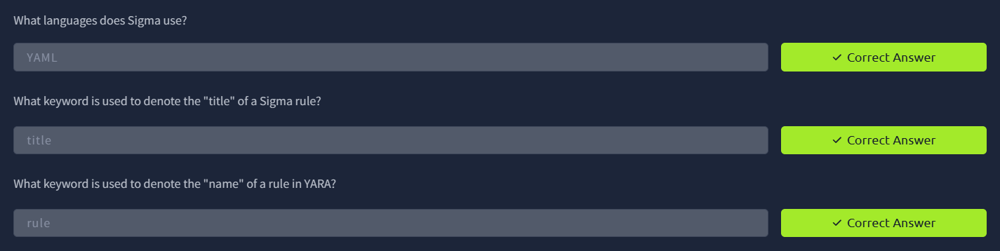 What languages does Sigma use?
YAML
✓ Correct Answer
What keyword is used to denote the "title" of a Sigma rule?
title
✓ Correct Answer
What keyword is used to denote the "name" of a rule in YARA?
rule
✓ Correct Answer